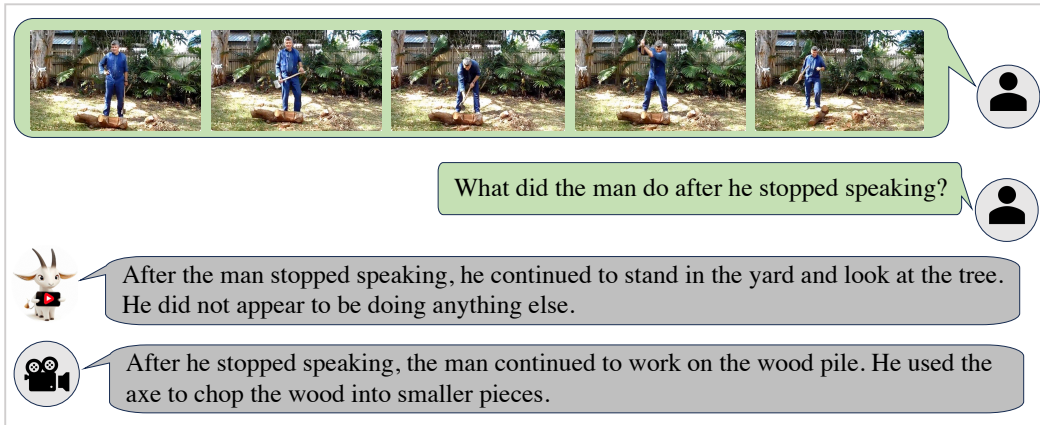 What did the man do after he stopped speaking?
After the man stopped speaking, he continued to stand in the yard and look at the tree.
He did not appear to be doing anything else.
After he stopped speaking, the man continued to work on the wood pile. He used the
axe to chop the wood into smaller pieces.